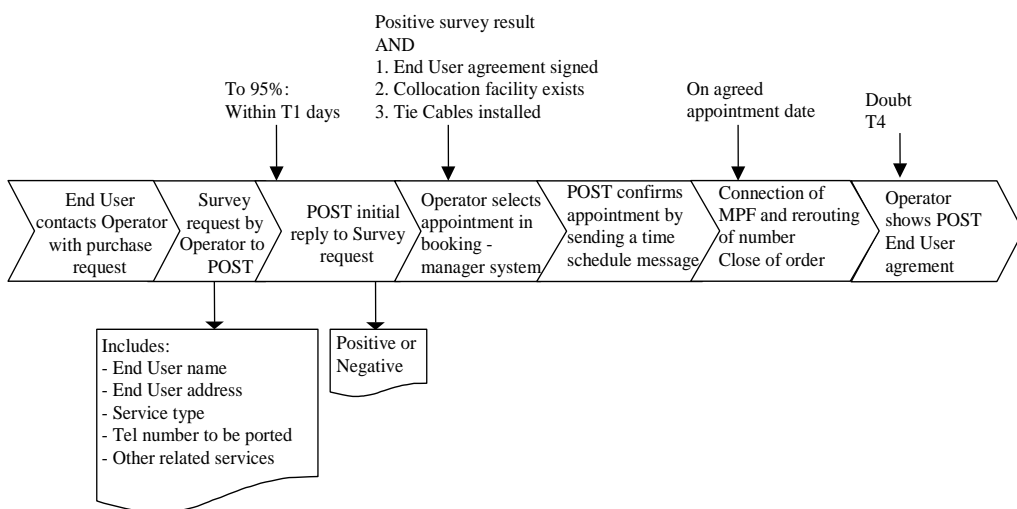 Positive survey result
AND
1. End User agreement signed
2. Collocation facility exists
3. Tie Cables installed
To 95%:
Within T1 days
On agreed
appointment date
Doubt
T4
End User
contacts Operator
with purchase
request
Survey
request by
Operator to
POST
POST initial
reply to Survey
request
Operator selects
appointment in
booking -
manager system
POST confirms
appointment by
sending a time
schedule message
Connection of
MPF and rerouting
of number
Close of order
Operator
shows POST
End User
agrement
Includes:
- End User name
- End User address
- Service type
- Tel number to be ported
- Other related services
Positive or
Negative